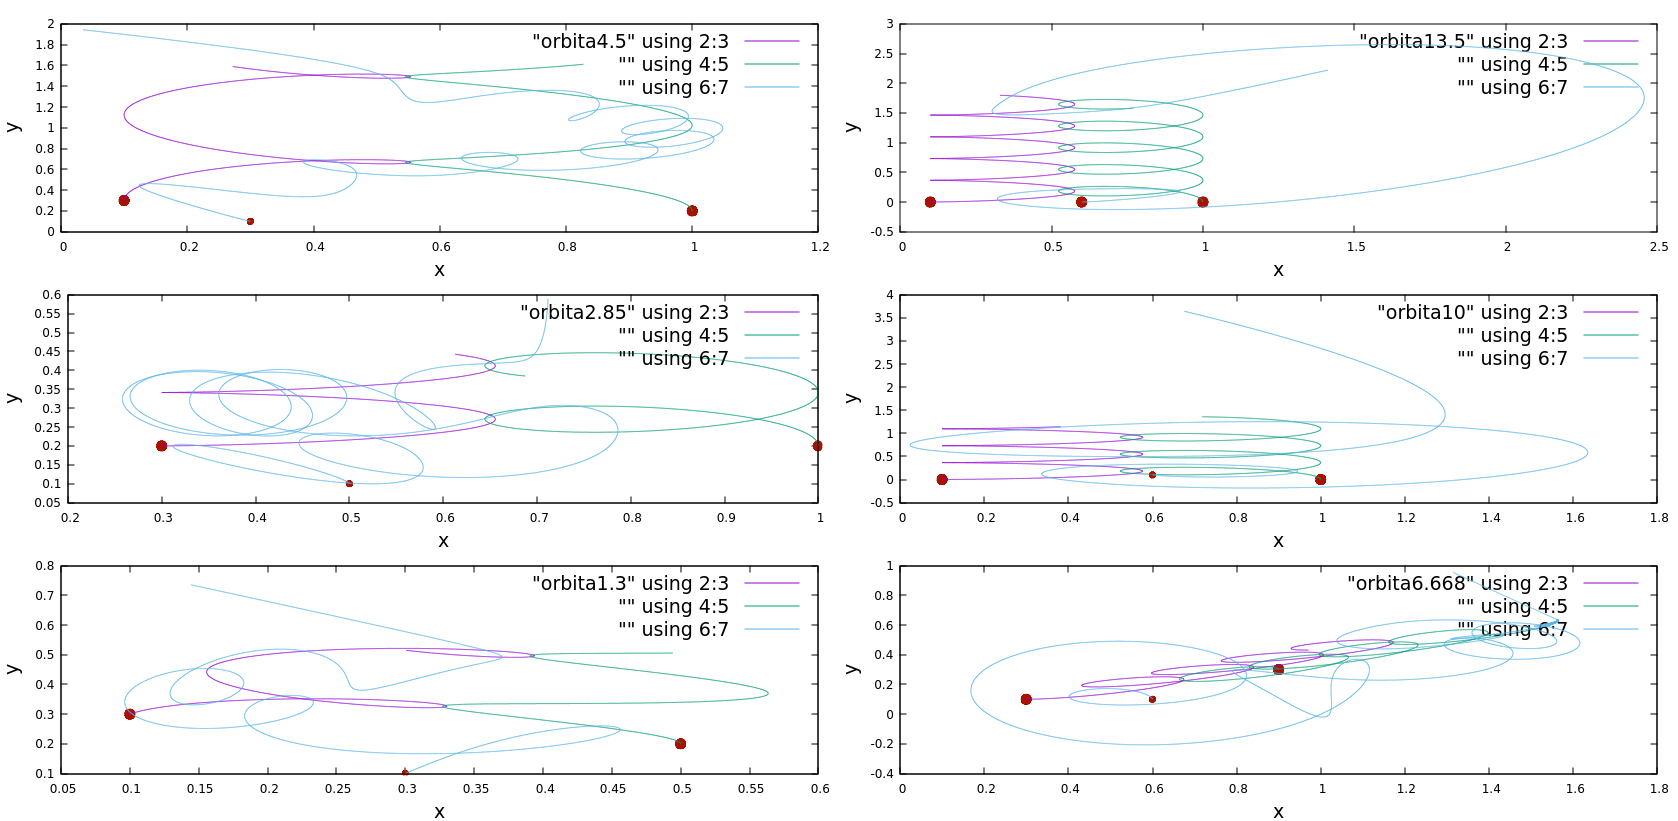 "orbita4.5" using 2:3
"" using 4:5
"" using 6:7
2
1.8
1.6
1.4
1.2
1
0.8
0.6
0.4
0.2
0
y
0 0.2 0.4 0.6 0.8 1 1.2
x
"orbita13.5" using 2:3
"" using 4:5
"" using 6:7
3
2.5
2
1.5
1
0.5
0
-0.5
y
0 0.5 1 1.5 2 2.5
x
"orbita2.85" using 2:3
"" using 4:5
"" using 6:7
0.6
0.55
0.5
0.45
0.4
0.35
0.3
0.25
0.2
0.15
0.1
0.05
y
0.2 0.3 0.4 0.5 0.6 0.7 0.8 0.9 1
x
"orbita10" using 2:3
"" using 4:5
"" using 6:7
4
3.5
3
2.5
2
1.5
1
0.5
0
-0.5
y
0 0.2 0.4 0.6 0.8 1 1.2 1.4 1.6 1.8
x
"orbita1.3" using 2:3
"" using 4:5
"" using 6:7
0.8
0.7
0.6
0.5
0.4
0.3
0.2
0.1
y
0.05 0.1 0.15 0.2 0.25 0.3 0.35 0.4 0.45 0.5 0.55 0.6
x
"orbita6.668" using 2:3
"" using 4:5
"" using 6:7
1
0.8
0.6
0.4
0.2
0
-0.2
-0.4
y
0 0.2 0.4 0.6 0.8 1 1.2 1.4 1.6 1.8
x